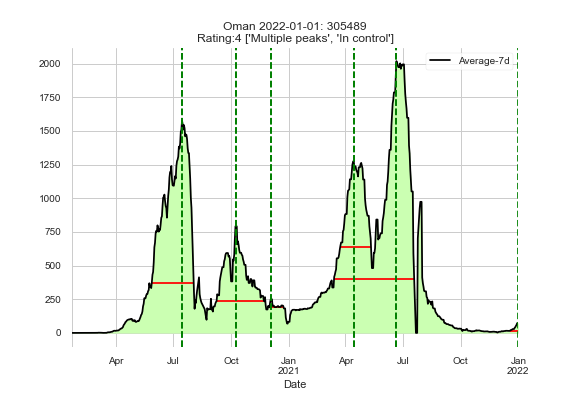 Oman 2022-01-01: 305489
Rating:4 ['Multiple peaks', 'In control']
Average-7d
2000
1750
1500
1250
1000
750
500
250
0
Apr Jul Oct Jan Apr Jul Oct Jan
2021 2022
Date